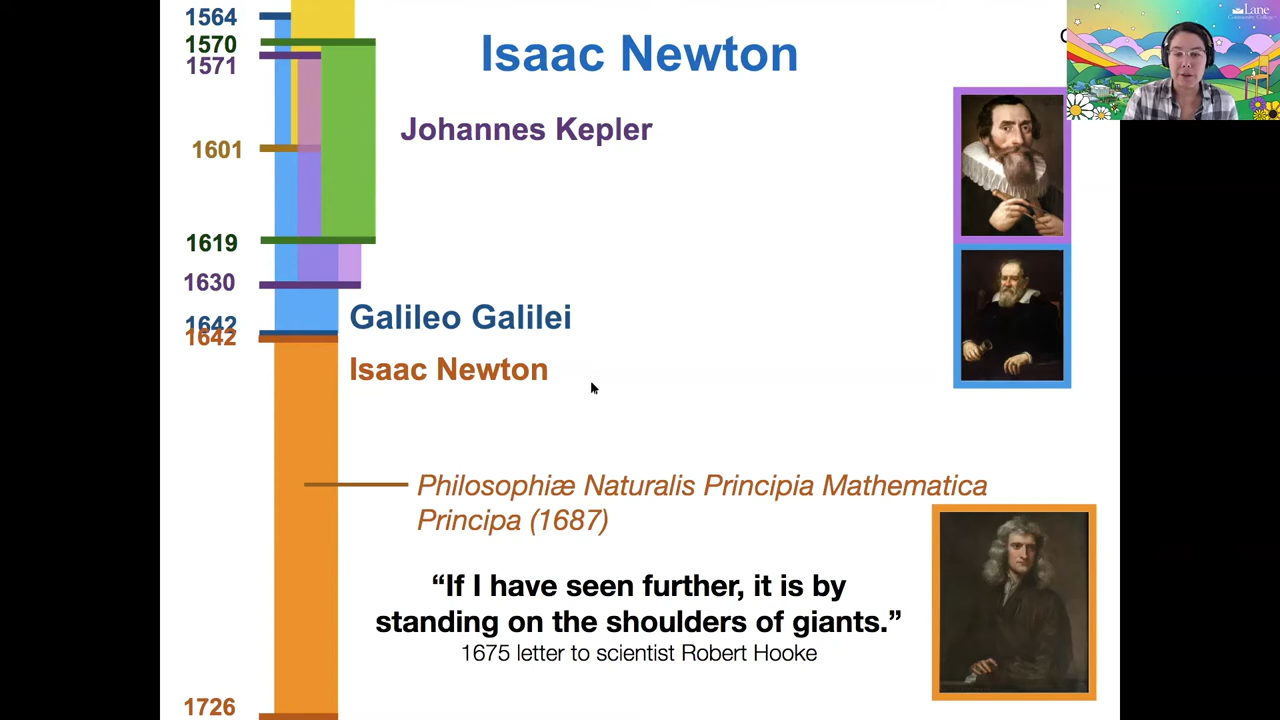 1564
1570
1571
1601
1619
1630
1642
1642
1726
Isaac Newton
Johannes Kepler
Galileo Galilei
Isaac Newton
Philosophiæ Naturalis Principia Mathematica
Principa (1687)
“If I have seen further, it is by
standing on the shoulders of giants.”
1675 letter to scientist Robert Hooke
Lane
Community College